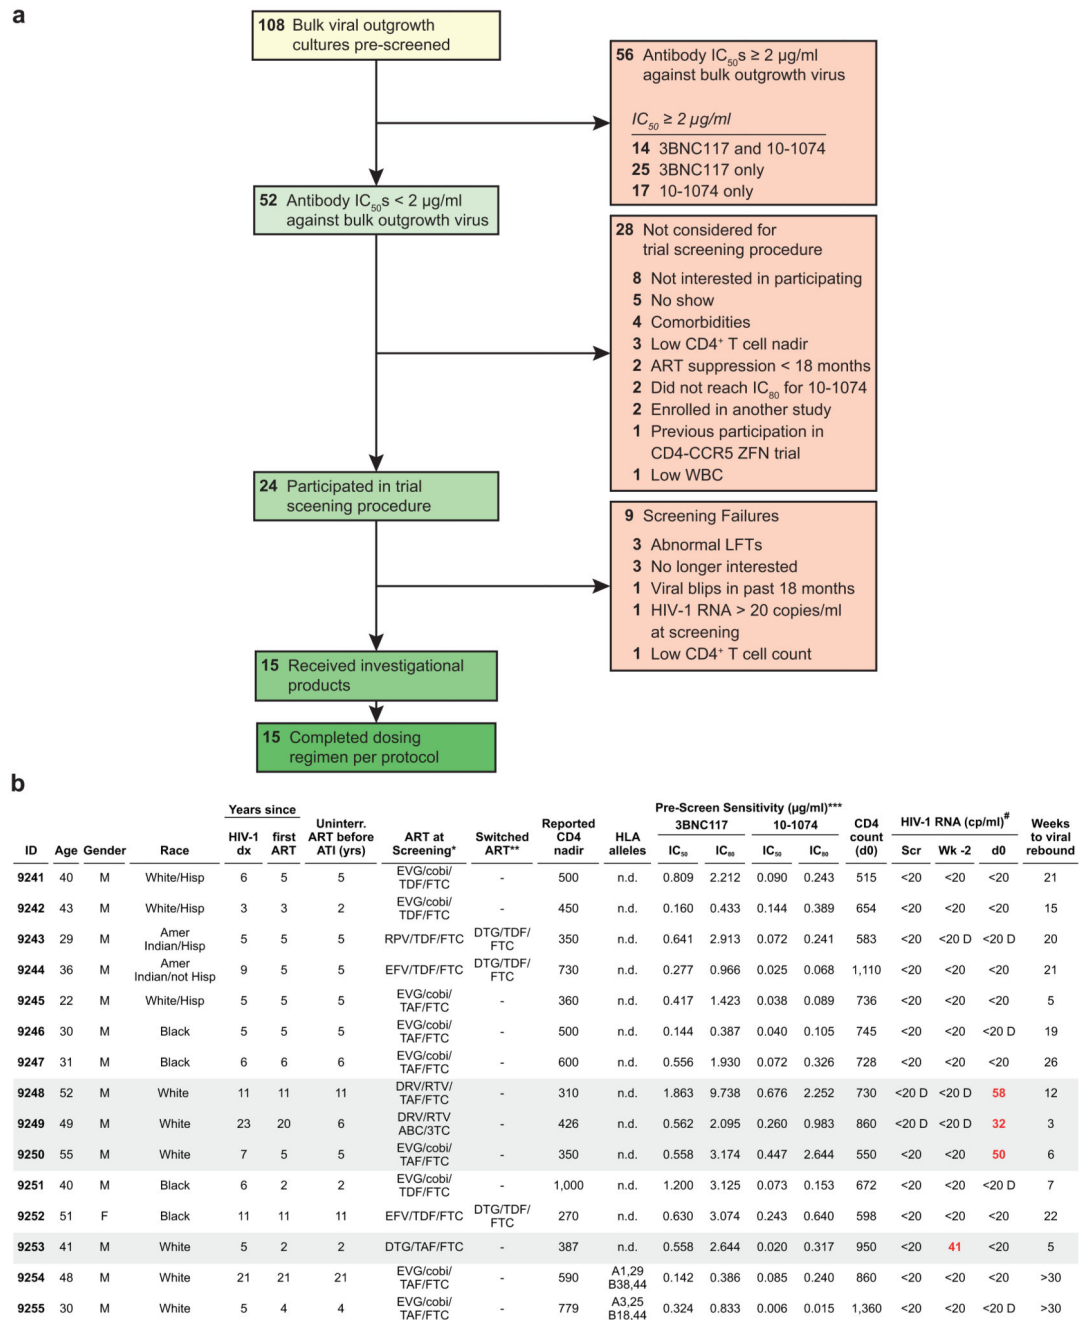 a
108 Bulk viral outgrowth
cultures pre-screened
56 Antibody IC50s ≥ 2 µg/ml
against bulk outgrowth virus
IC50 ≥ 2 µg/ml
14 3BNC117 and 10-1074
25 3BNC117 only
17 10-1074 only
52 Antibody IC50s < 2 µg/ml
against bulk outgrowth virus
28 Not considered for
trial screening procedure
8 Not interested in participating
5 No show
4 Comorbidities
3 Low CD4+ T cell nadir
2 ART suppression < 18 months
2 Did not reach IC80 for 10-1074
2 Enrolled in another study
1 Previous participation in
CD4-CCR5 ZFN trial
1 Low WBC
24 Participated in trial
sceening procedure
9 Screening Failures
3 Abnormal LFTs
3 No longer interested
1 Viral blips in past 18 months
1 HIV-1 RNA > 20 copies/ml
at screening
1 Low CD4+ T cell count
15 Received investigational
products
15 Completed dosing
regimen per protocol
b
Years since Pre-Screen Sensitivity (µg/ml)***
ID Age Gender Race HIV-1 dx first ART Uninterr. ART before ATI (yrs) ART at Screening* Switched ART** Reported CD4 nadir HLA alleles 3BNC117 IC50 IC80 10-1074 IC50 IC80 CD4 count (d0) HIV-1 RNA (cp/ml)# Scr Wk -2 d0 Weeks to viral rebound
9241 40 M White/Hisp 6 5 5 EVG/cobi/TDF/FTC - 500 n.d. 0.809 2.212 0.090 0.243 515 <20 <20 <20 21
9242 43 M White/Hisp 3 3 2 EVG/cobi/TDF/FTC - 450 n.d. 0.160 0.433 0.144 0.389 654 <20 <20 <20 15
9243 29 M Amer Indian/Hisp 5 5 5 RPV/TDF/FTC DTG/TDF/FTC 350 n.d. 0.641 2.913 0.072 0.241 583 <20 <20 D <20 D 20
9244 36 M Amer Indian/not Hisp 9 5 5 EFV/TDF/FTC DTG/TDF/FTC 730 n.d. 0.277 0.966 0.025 0.068 1,110 <20 <20 <20 21
9245 22 M White/Hisp 5 5 5 EVG/cobi/TAF/FTC - 360 n.d. 0.417 1.423 0.038 0.089 736 <20 <20 <20 5
9246 30 M Black 5 5 5 EVG/cobi/TAF/FTC - 500 n.d. 0.144 0.387 0.040 0.105 745 <20 <20 <20 D 19
9247 31 M Black 6 6 6 EVG/cobi/TAF/FTC - 600 n.d. 0.556 1.930 0.072 0.326 728 <20 <20 <20 26
9248 52 M White 11 11 11 DRV/RTV/TAF/FTC - 310 n.d. 1.863 9.738 0.676 2.252 730 <20 D <20 D 58 12
9249 49 M White 23 20 6 DRV/RTV ABC/3TC - 426 n.d. 0.562 2.095 0.260 0.983 860 <20 D <20 D 32 3
9250 55 M White 7 5 5 EVG/cobi/TAF/FTC - 350 n.d. 0.558 3.174 0.447 2.644 550 <20 <20 50 6
9251 40 M Black 6 2 2 EVG/cobi/TDF/FTC - 1,000 n.d. 1.200 3.125 0.073 0.153 672 <20 <20 <20 D 7
9252 51 F Black 11 11 11 EFV/TDF/FTC DTG/TDF/FTC 270 n.d. 0.630 3.074 0.243 0.640 598 <20 <20 <20 22
9253 41 M White 5 2 2 DTG/TAF/FTC - 387 n.d. 0.558 2.644 0.020 0.317 950 <20 41 <20 5
9254 48 M White 21 21 21 EVG/cobi/TAF/FTC - 590 A1,29 B38,44 0.142 0.386 0.085 0.240 860 <20 <20 <20 >30
9255 30 M White 5 4 4 EVG/cobi/TAF/FTC - 779 A3,25 B18,44 0.324 0.833 0.006 0.015 1,360 <20 <20 <20 D >30